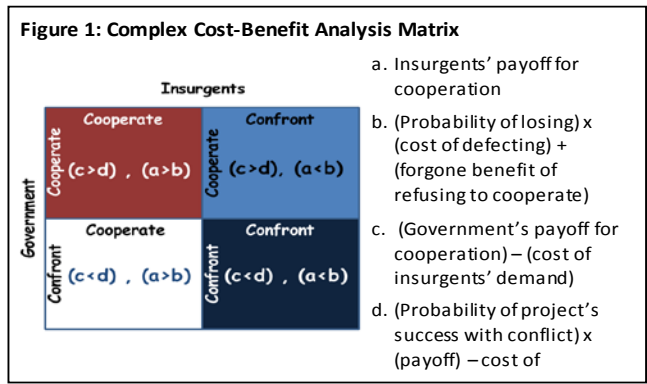 Figure 1: Complex Cost-Benefit Analysis Matrix
Insurgents
Government
Cooperate
Cooperate
(c>d) , (a>b)
Confront
Cooperate
(c>d), (a<b)
Cooperate
Confront
(c<d) , (a>b)
Confront
Confront
(c<d) , (a<b)
a. Insurgents' payoff for
cooperation
b. (Probability of losing) x
(cost of defecting) +
(forgone benefit of
refusing to cooperate)
c. (Government's payoff for
cooperation) – (cost of
insurgents' demand)
d. (Probability of project's
success with conflict) x
(payoff) – cost of